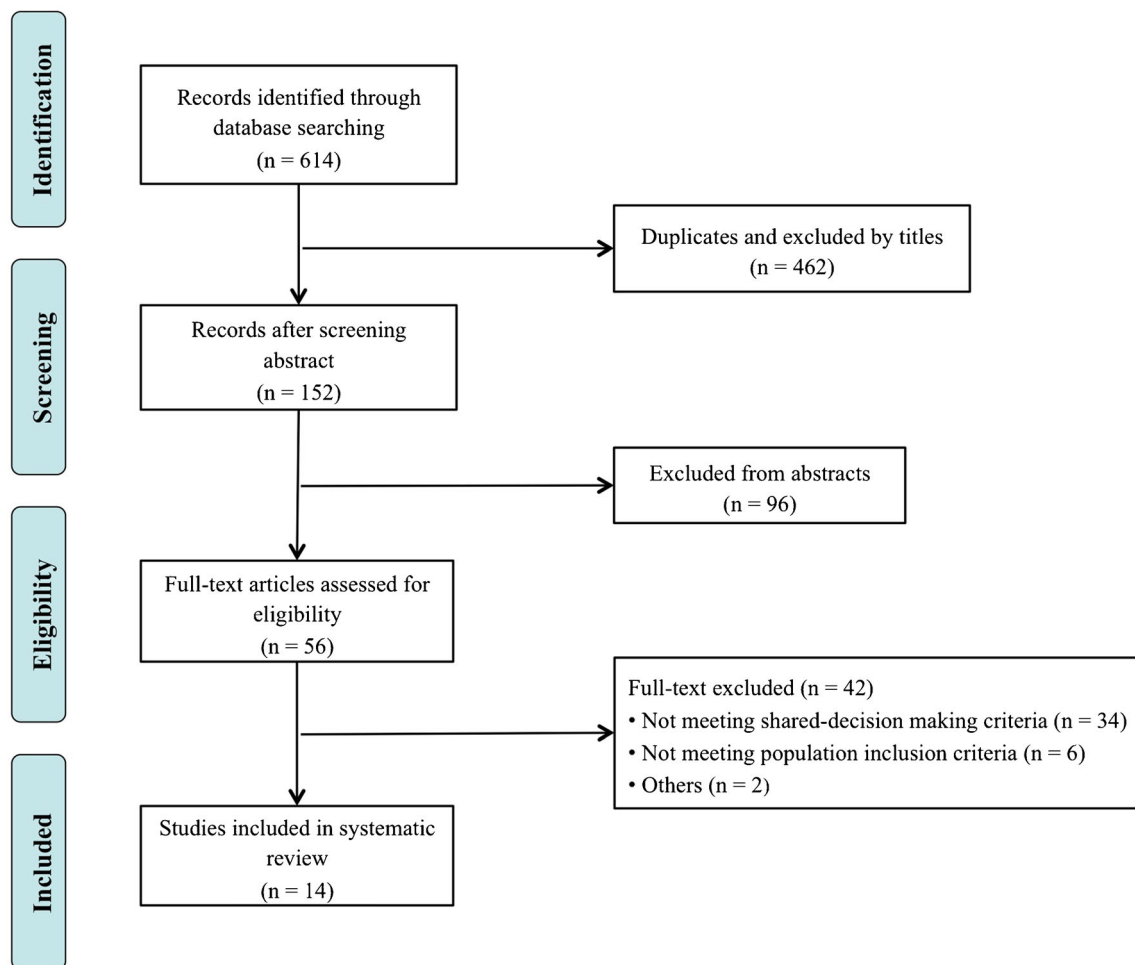 Identification
Records identified through
database searching
(n = 614)
Duplicates and excluded by titles
(n = 462)
Screening
Records after screening
abstract
(n = 152)
Excluded from abstracts
(n = 96)
Eligibility
Full-text articles assessed for
eligibility
(n = 56)
Full-text excluded (n = 42)
• Not meeting shared-decision making criteria (n = 34)
• Not meeting population inclusion criteria (n = 6)
• Others (n = 2)
Included
Studies included in systematic
review
(n = 14)